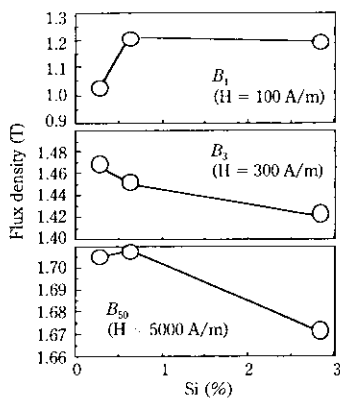 1.3
1.2
1.1
1.0
0.9
B₁
(H = 100 A/m)
Flux density (T)
1.48
1.46
1.44
1.42
1.40
B₃
(H = 300 A/m)
1.70
1.69
1.68
1.67
1.66
B₅₀
(H - 5000 A/m)
0 1 2 3
Si (%)